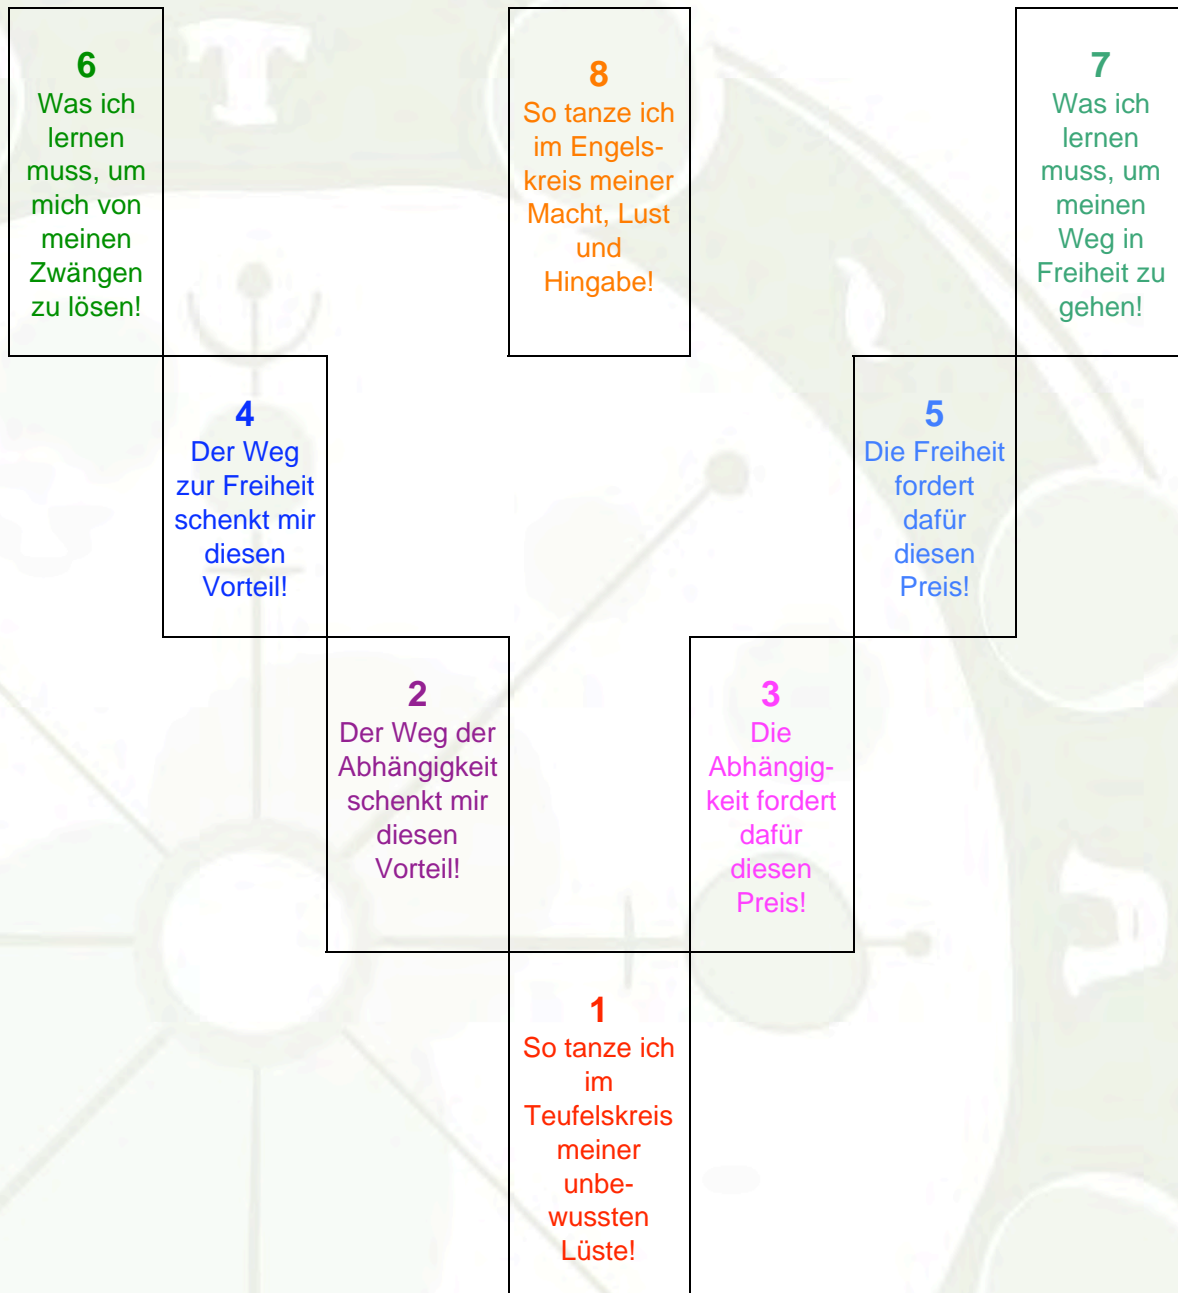 6
Was ich
lernen
muss, um
mich von
meinen
Zwängen
zu lösen!
8
So tanze ich
im Engels-
kreis meiner
Macht, Lust
und
Hingabe!
7
Was ich
lernen
muss, um
meinen
Weg in
Freiheit zu
gehen!
4
Der Weg
zur Freiheit
schenkt mir
diesen
Vorteil!
5
Die Freiheit
fordert
dafür
diesen
Preis!
2
Der Weg der
Abhängigkeit
schenkt mir
diesen
Vorteil!
3
Die
Abhängig-
keit fordert
dafür
diesen
Preis!
1
So tanze ich
im
Teufelskreis
meiner
unbe-
wussten
Lüste!